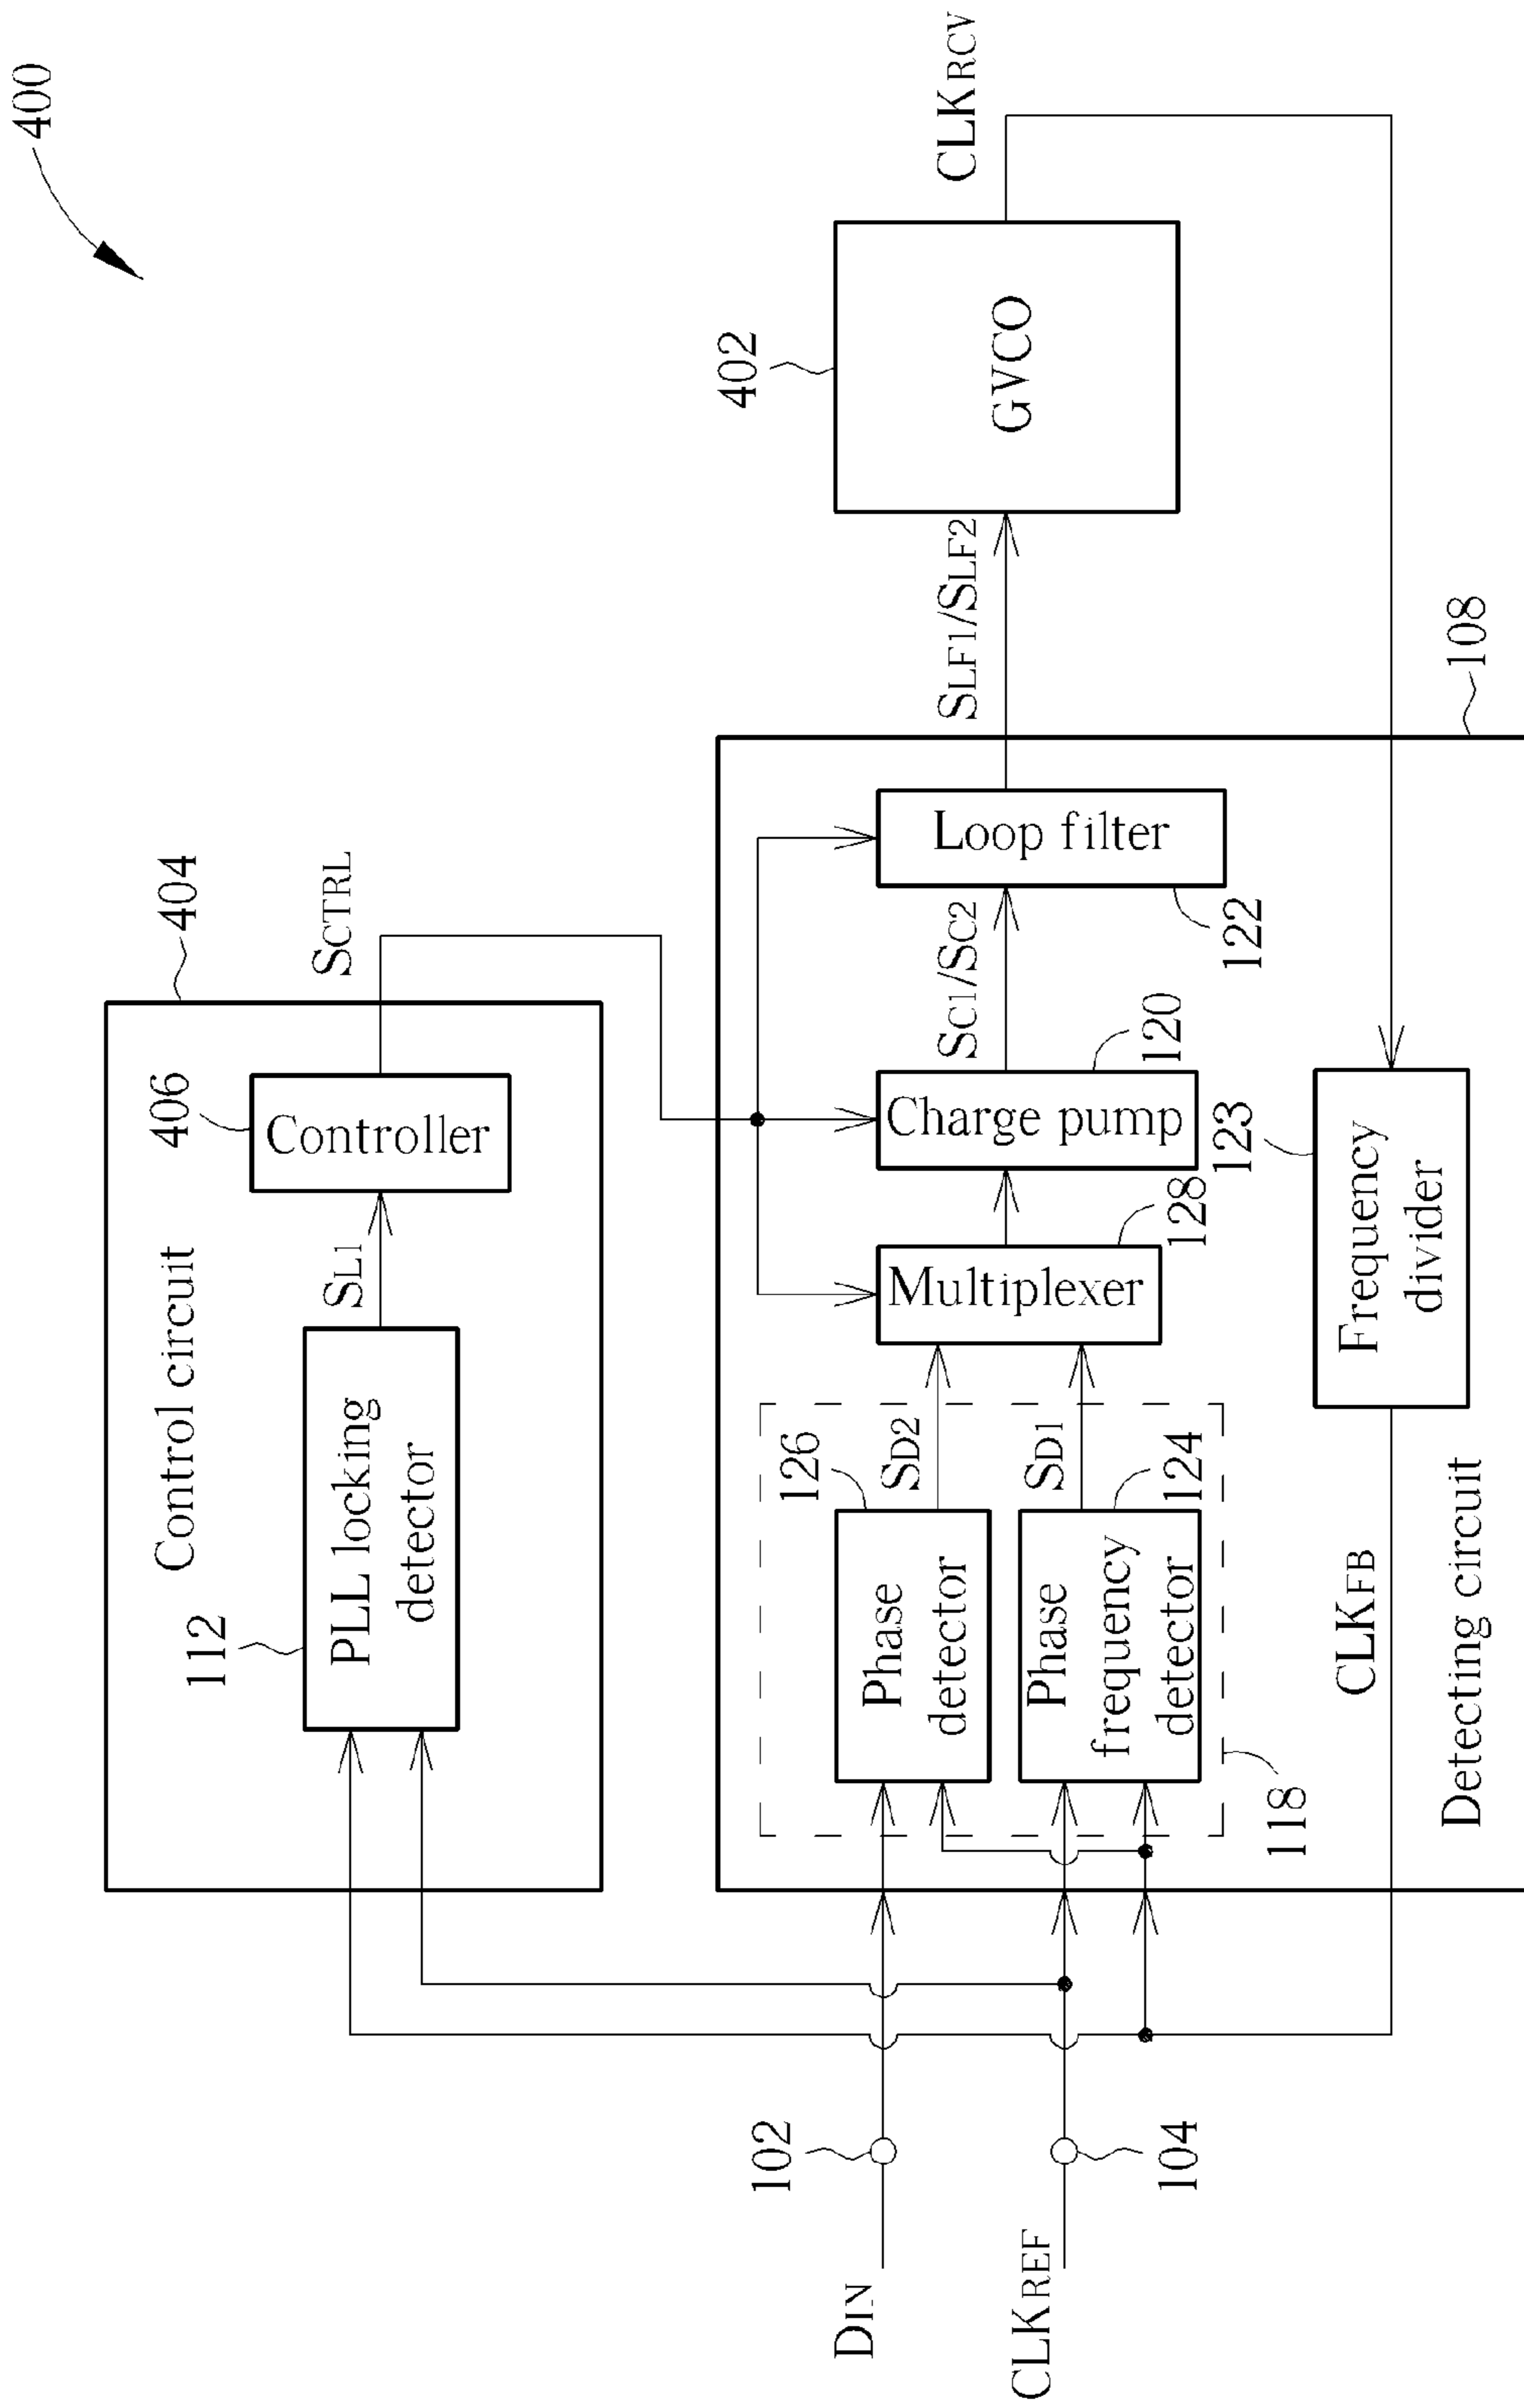 400
404
Control circuit
112
PLL locking
detector
SL1
406
Controller
SCTRL
402
GVCO
CLKRCV
DIN
102
CLKREF
104
126
Phase
detector
SD2
Phase
frequency
detector
SD1
124
118
Multiplexer
128
Charge pump
120
SC1/SC2
Loop filter
122
SLF1/SLF2
123
Frequency
divider
CLKFB
Detecting circuit
108